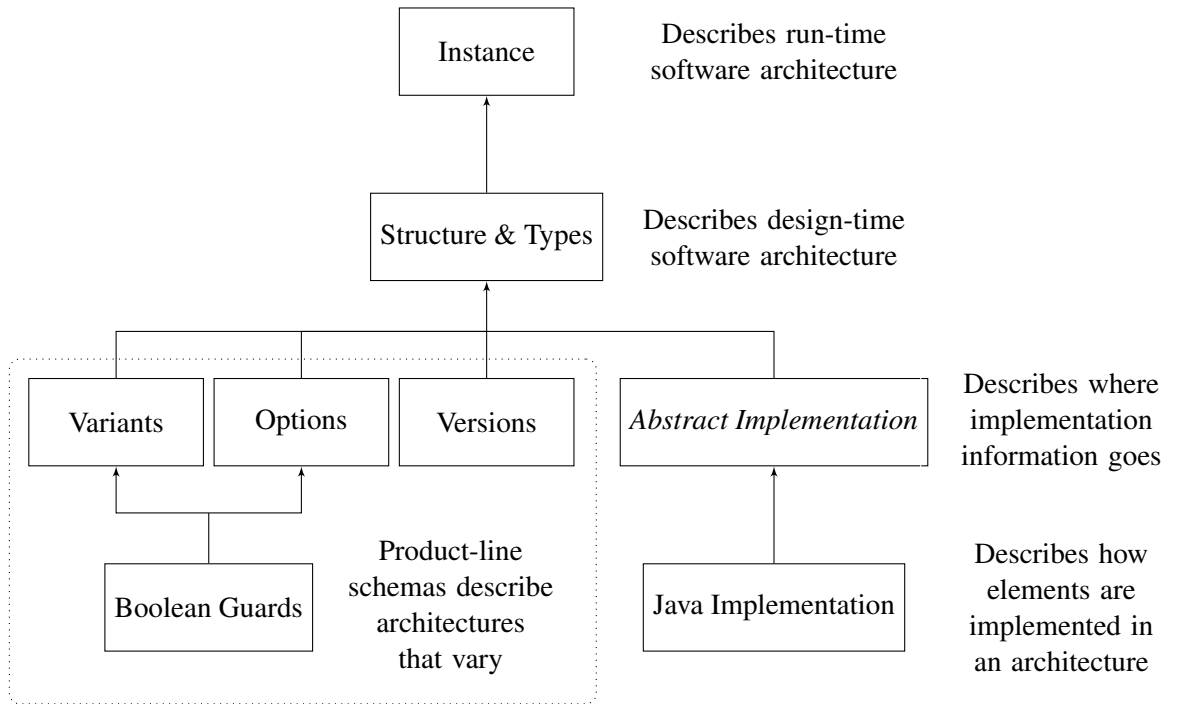 Instance
Describes run-time
software architecture
Structure & Types
Describes design-time
software architecture
Variants
Options
Versions
Abstract Implementation
Describes where
implementation
information goes
Boolean Guards
Product-line
schemas describe
architectures
that vary
Java Implementation
Describes how
elements are
implemented in
an architecture